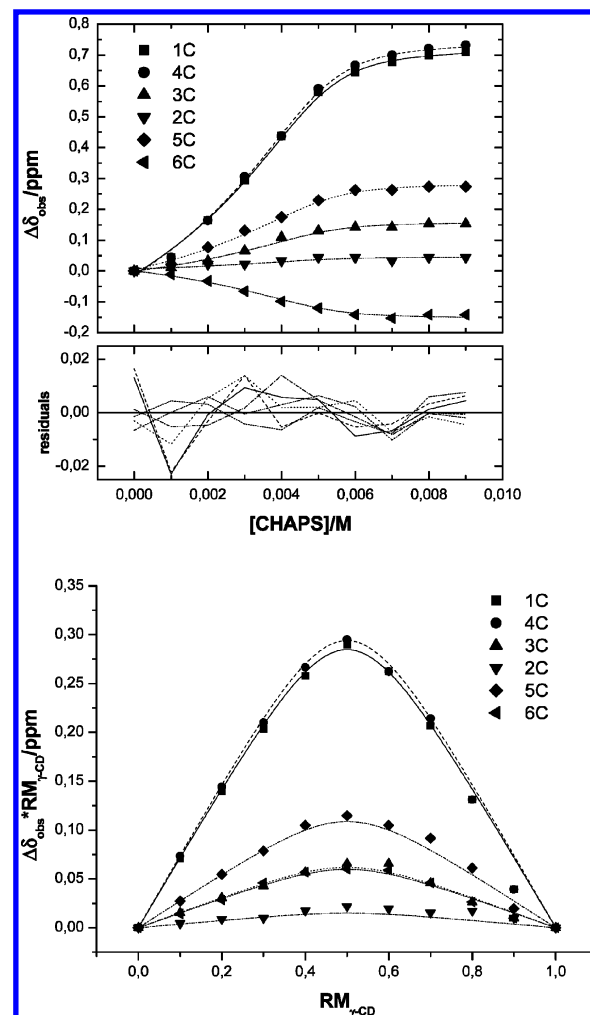 1C
4C
3C
2C
5C
6C
Δδobs/ppm
0,8
0,7
0,6
0,5
0,4
0,3
0,2
0,1
0,0
-0,1
-0,2
residuals
0,02
0,00
-0,02
0,000 0,002 0,004 0,006 0,008 0,010
[CHAPS]/M
1C
4C
3C
2C
5C
6C
Δδobs*RMγ-CD/ppm
0,35
0,30
0,25
0,20
0,15
0,10
0,05
0,00
0,0 0,2 0,4 0,6 0,8 1,0
RMγ-CD